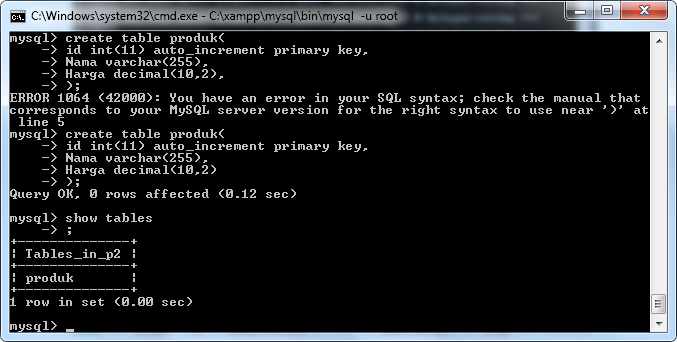 C:\Windows\system32\cmd.exe - C:\xampp\mysql\bin\mysql -u root
mysql> create table produk(
    -> id int(11) auto_increment primary key,
    -> Nama varchar(255),
    -> Harga decimal(10,2),
    -> );
ERROR 1064 (42000): You have an error in your SQL syntax; check the manual that
corresponds to your MySQL server version for the right syntax to use near ')' at
 line 5
mysql> create table produk(
    -> id int(11) auto_increment primary key,
    -> Nama varchar(255),
    -> Harga decimal(10,2)
    -> );
Query OK, 0 rows affected (0.12 sec)
mysql> show tables
    -> ;
+--------------+
| Tables_in_p2 |
+--------------+
| produk       |
+--------------+
1 row in set (0.00 sec)
mysql> _